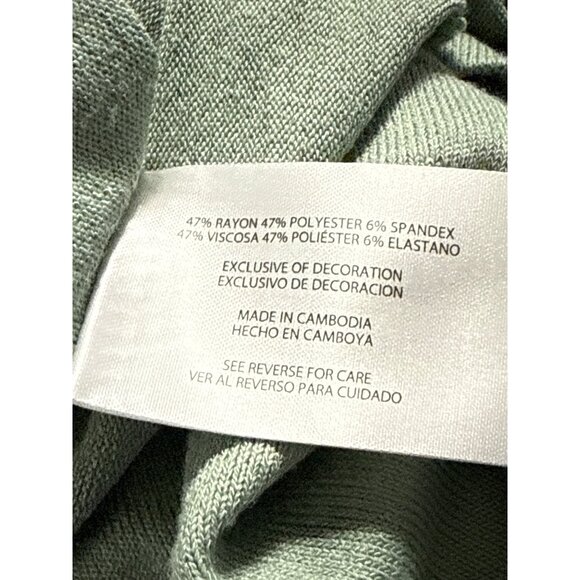 47% RAYON 47% POLYESTER 6% SPANDEX
47% VISCOSA 47% POLIÉSTER 6% ELASTANO
EXCLUSIVE OF DECORATION
EXCLUSIVO DE DECORACION
MADE IN CAMBODIA
HECHO EN CAMBOYA
SEE REVERSE FOR CARE
VER AL REVERSO PARA CUIDADO